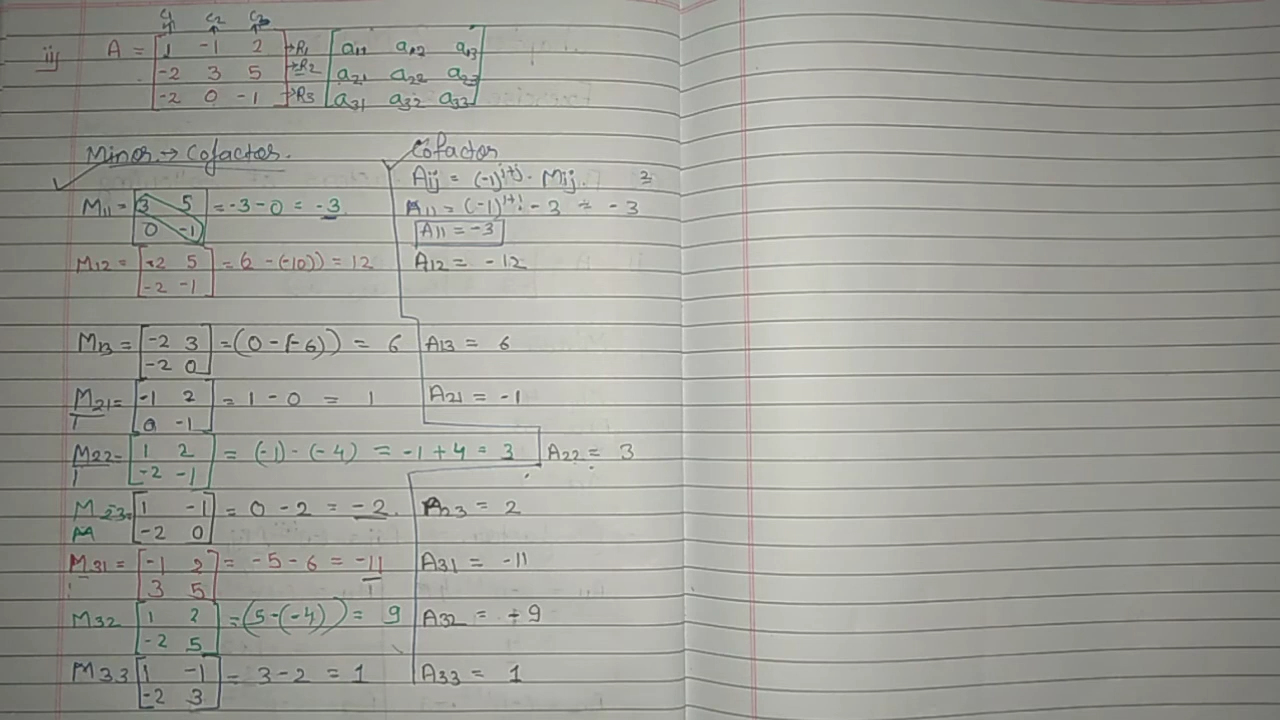 C1 C2 C3
iii) A = [1 -1 2 →R1 [a11 a12 a13
-2 3 5 →R2 a21 a22 a23
-2 0 -1] →R3 a31 a32 a33]
Minor → Cofactor. Cofactor
Aij = (-1)^i+j . Mij.
M11 = [3 5 = -3-0 = -3 A11 = (-1)^1+1 - 3 = -3
0 -1] A11 = -3
M12 = [-2 5 = 2 - (-10)) = 12 A12 = -12
-2 -1]
M13 = [-2 3 = (0 - (-6)) = 6 A13 = 6
-2 0]
M21 = [-1 2 = 1 - 0 = 1 A21 = -1
0 -1]
M22 = [1 2 = (-1) - (-4) = -1 + 4 = 3 A22 = 3
-2 -1]
M23 = [1 -1 = 0 - 2 = -2. A23 = 2
-2 0]
M31 = [-1 2 = -5 - 6 = -11 A31 = -11
3 5]
M32 [1 2 = (5-(-4)) = 9 A32 = +9
-2 5]
M33 [1 -1 = 3-2 = 1 A33 = 1
-2 3]